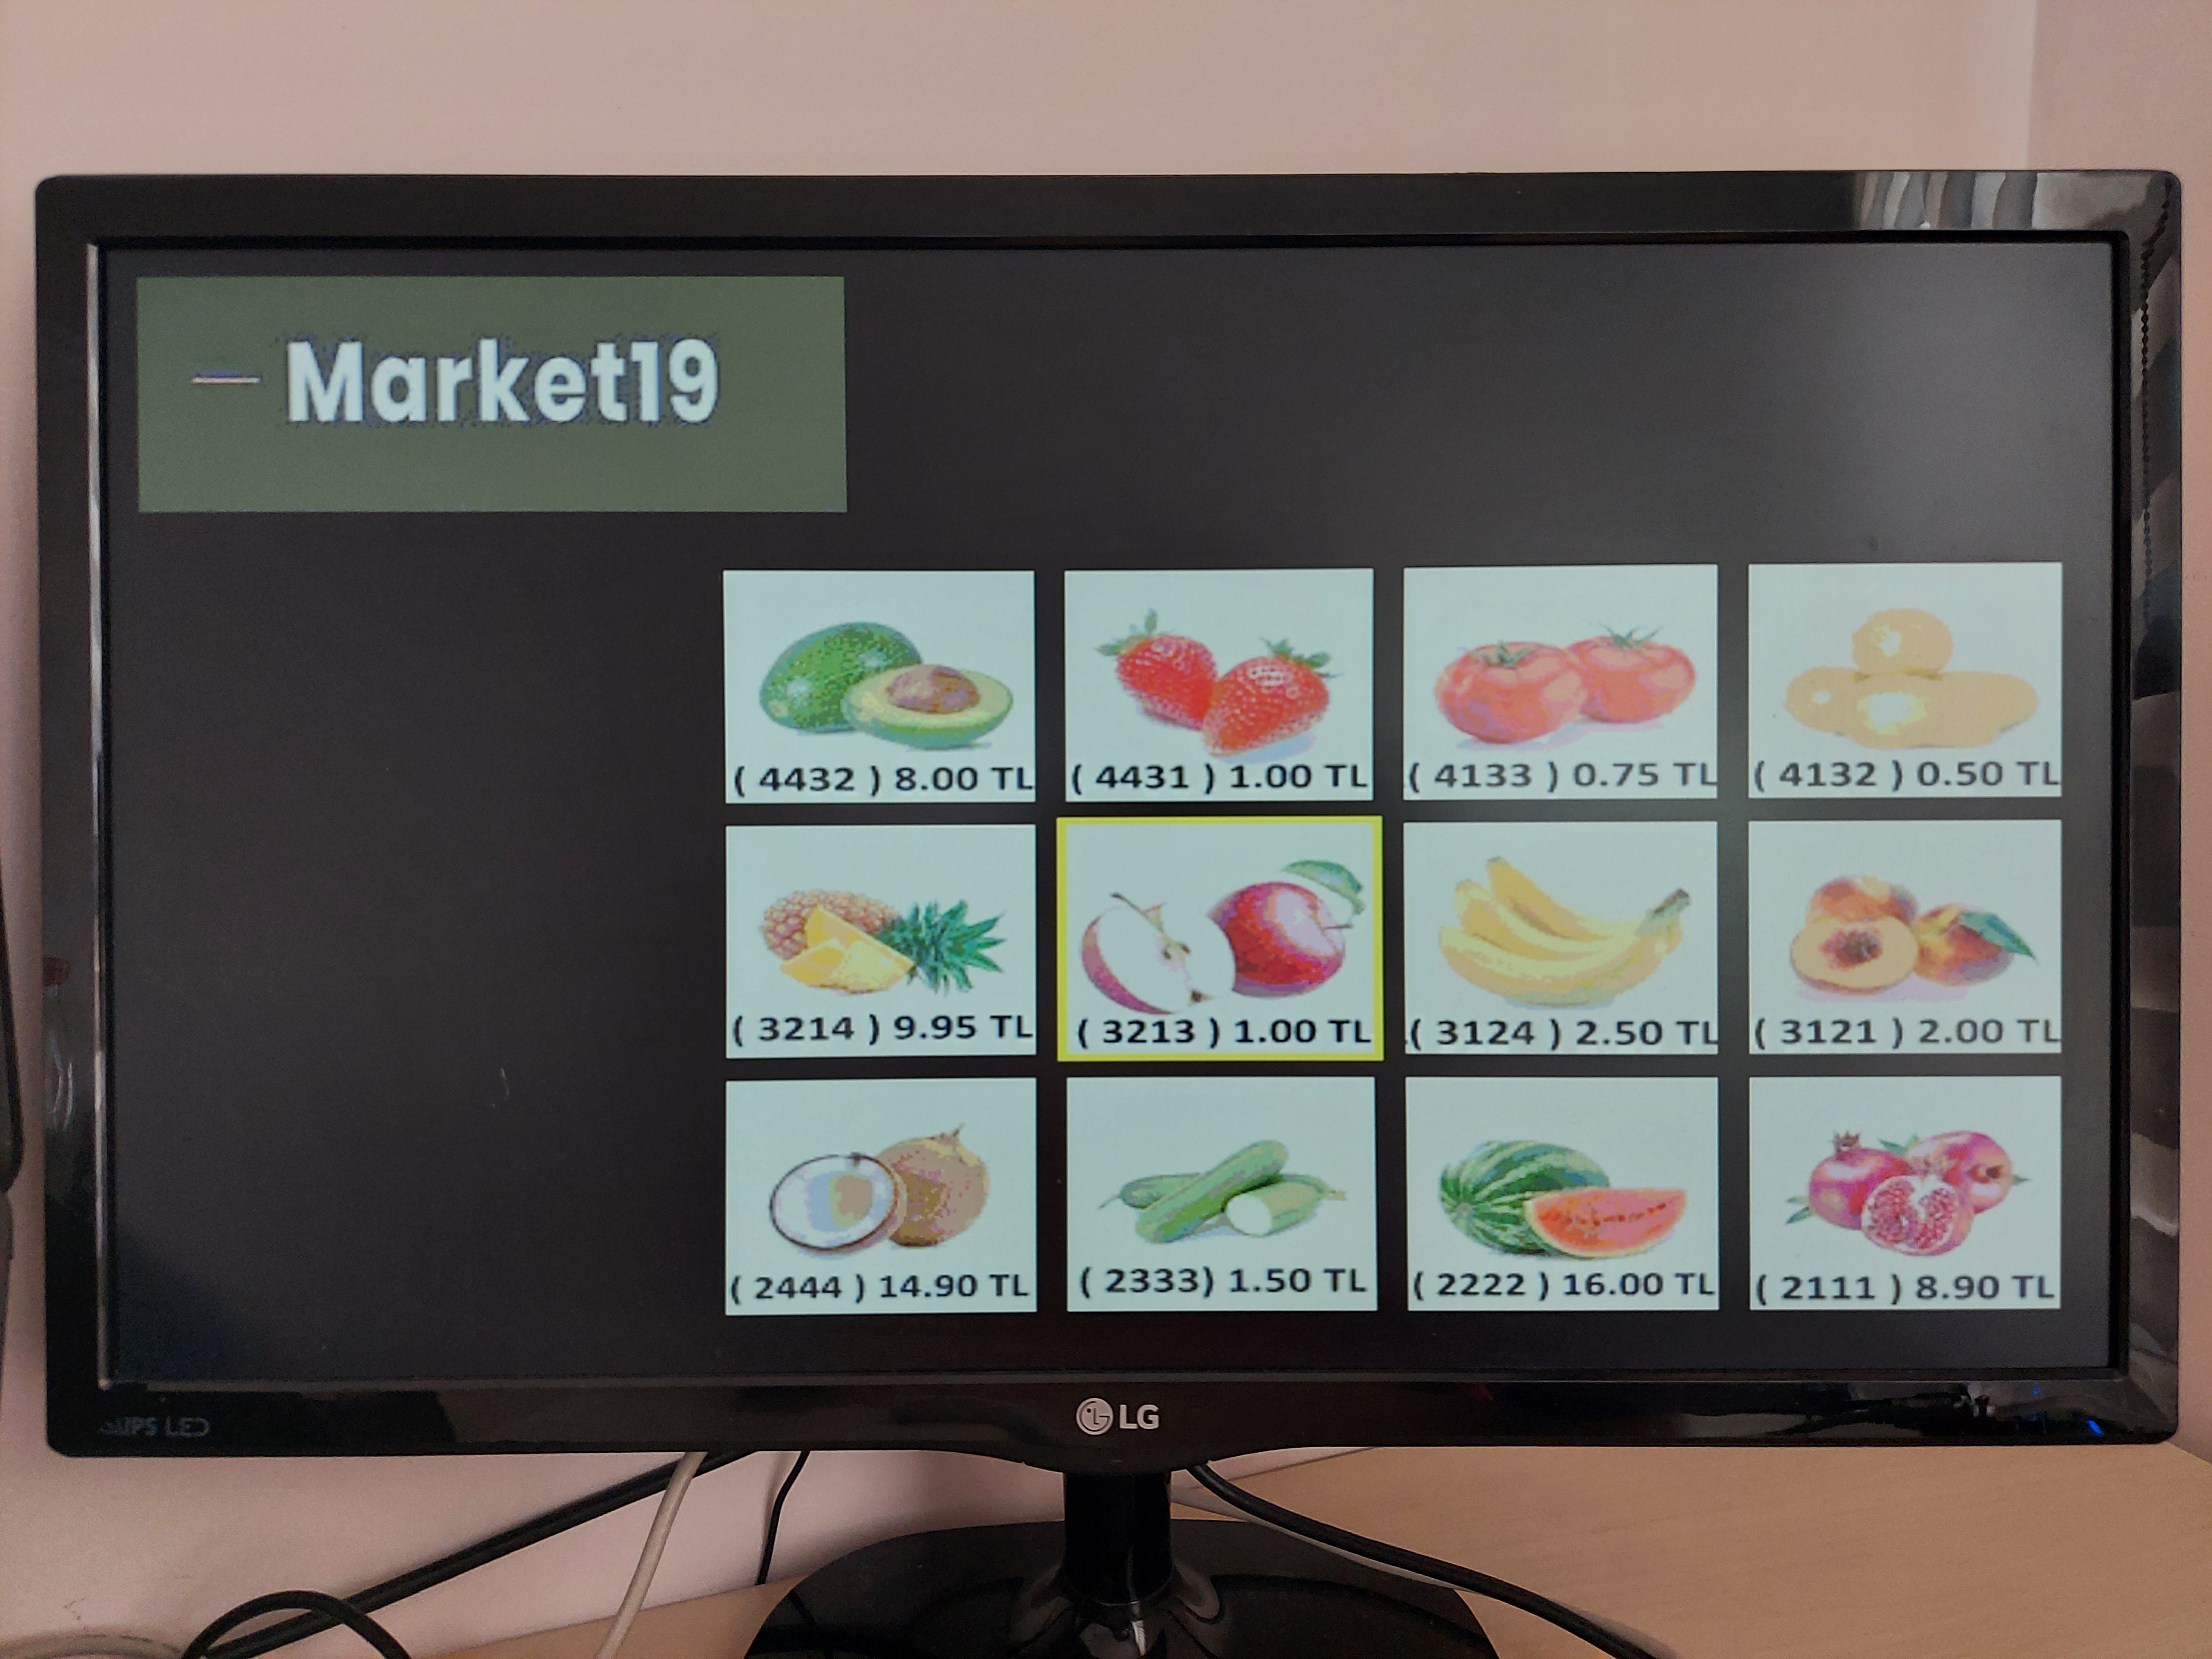 Market19
( 4432 ) 8.00 TL
( 4431 ) 1.00 TL
( 4133 ) 0.75 TL
( 4132 ) 0.50 TL
( 3214 ) 9.95 TL
( 3213 ) 1.00 TL
( 3124 ) 2.50 TL
( 3121 ) 2.00 TL
( 2444 ) 14.90 TL
( 2333) 1.50 TL
( 2222 ) 16.00 TL
( 2111 ) 8.90 TL
IPS LED
LG